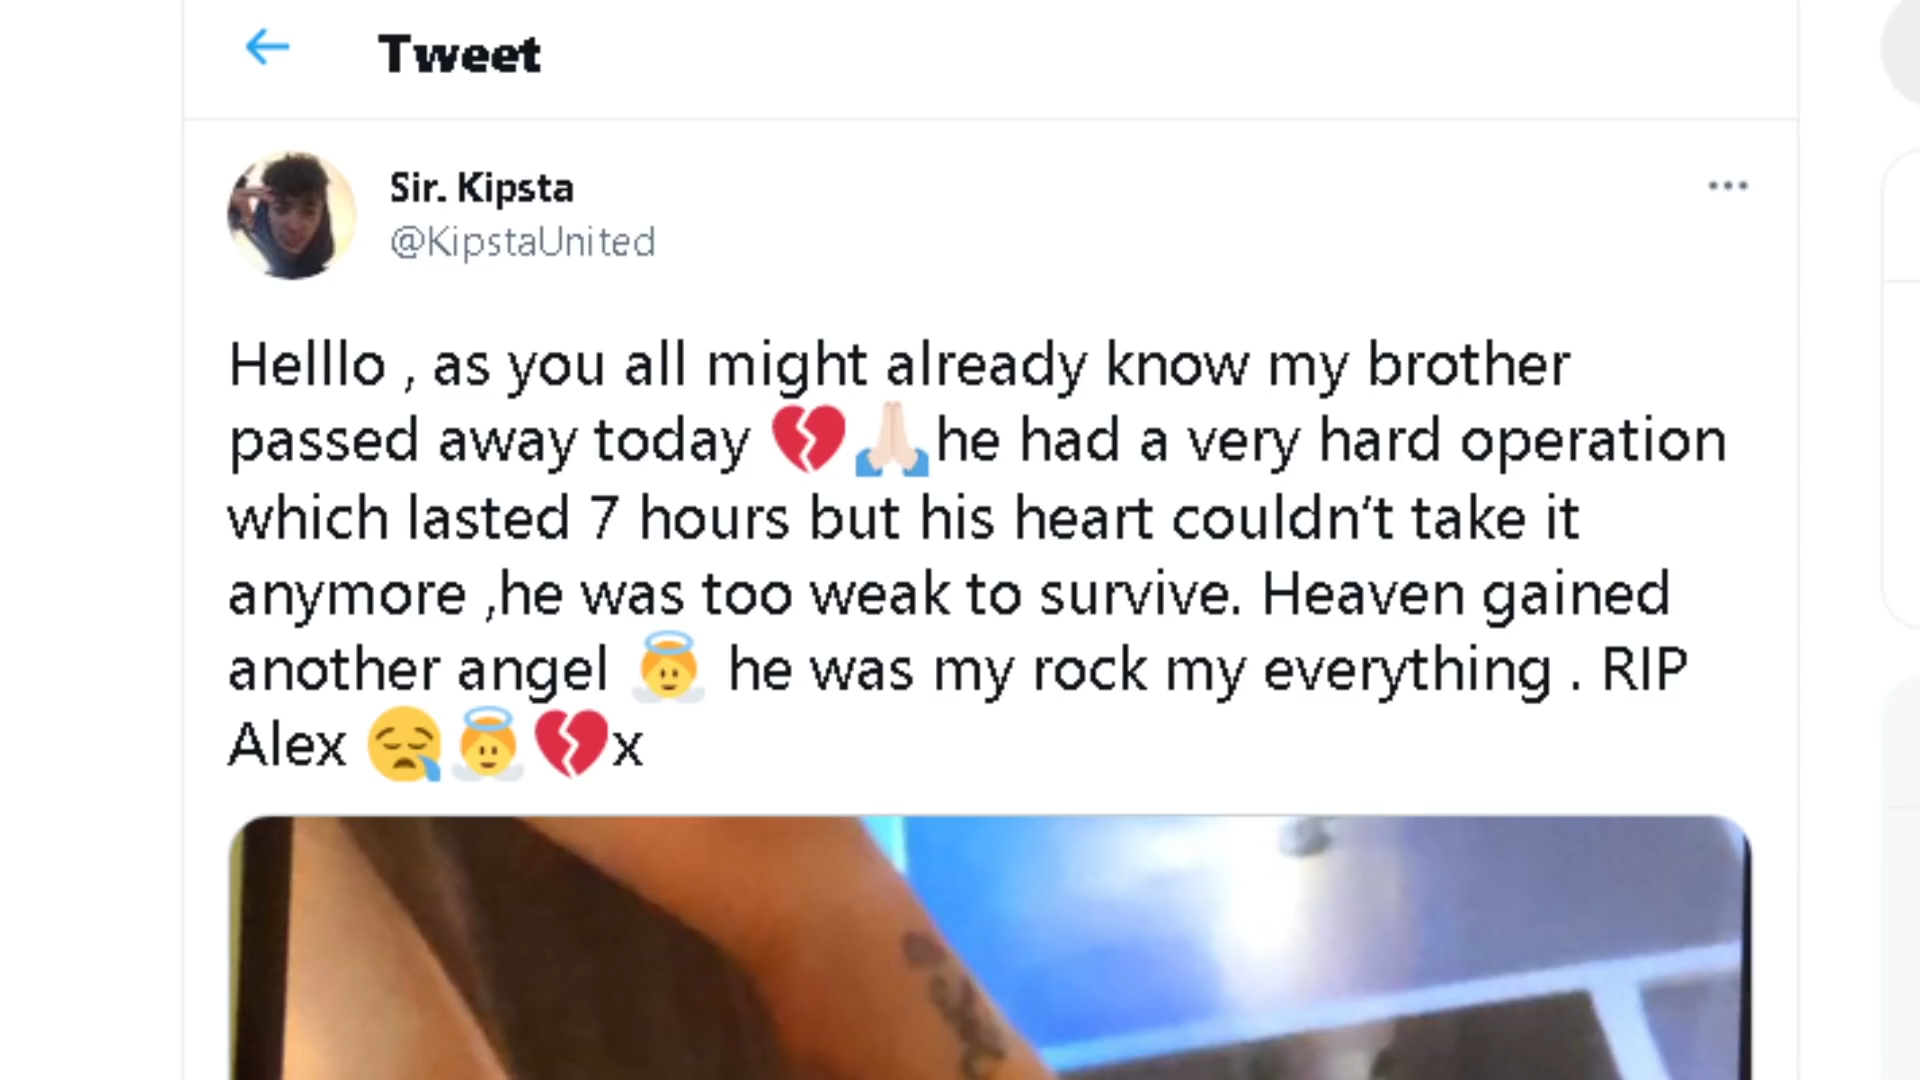 Tweet
Sir. Kipsta
@KipstaUnited
Helllo , as you all might already know my brother
passed away today 💔🙏🏻he had a very hard operation
which lasted 7 hours but his heart couldn’t take it
anymore ,he was too weak to survive. Heaven gained
another angel 👼 he was my rock my everything . RIP
Alex 😪👼💔x